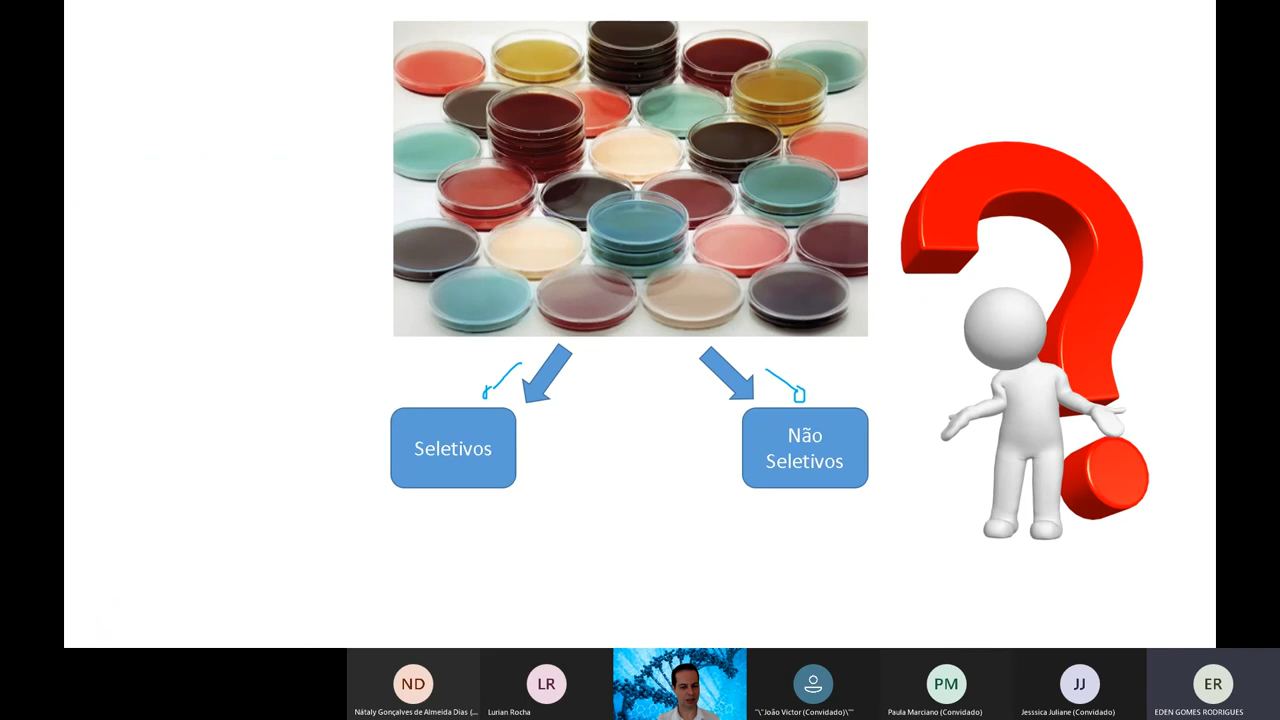 Seletivos
Não
Seletivos
ND
LR
PM
JJ
ER
Nátaly Gonçalves de Almeida Dias (...
Lurian Rocha
"\"João Victor (Convidado)\""
Paula Marciano (Convidado)
Jesssica Juliane (Convidado)
EDEN GOMES RODRIGUES